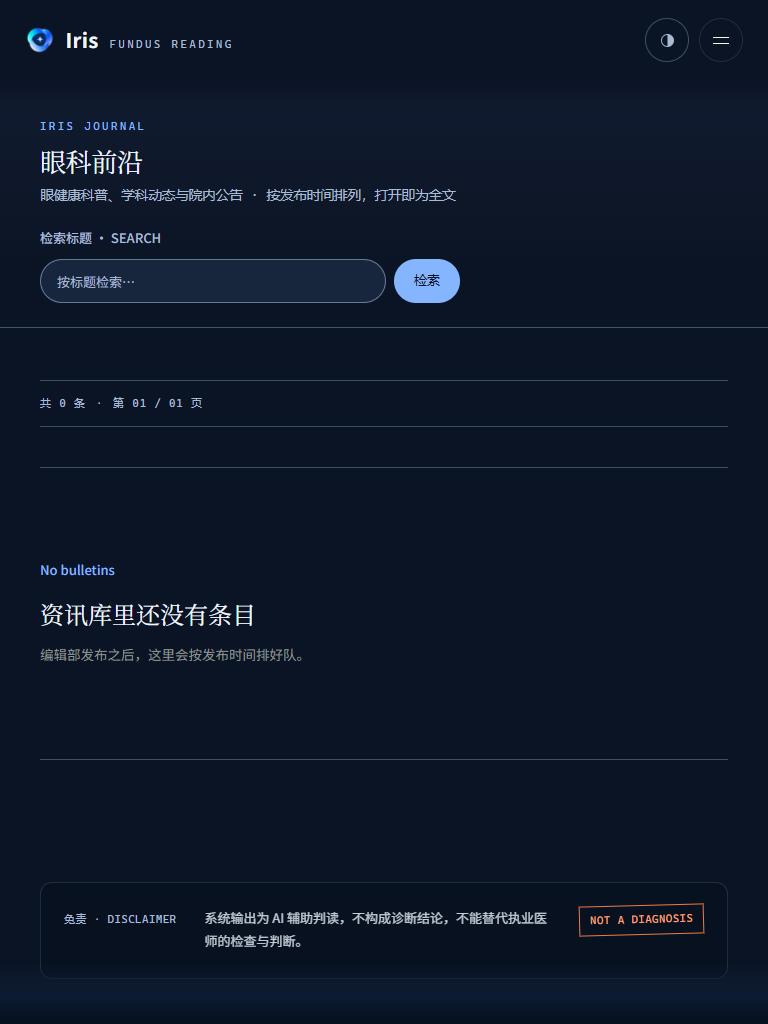 Iris FUNDUS READING
IRIS JOURNAL
眼科前沿
眼健康科普、学科动态与院内公告 · 按发布时间排列，打开即为全文
检索标题 · SEARCH
按标题检索…
检索
共 0 条 · 第 01 / 01 页
No bulletins
资讯库里还没有条目
编辑部发布之后，这里会按发布时间排好队。
免责 · DISCLAIMER
系统输出为 AI 辅助判读，不构成诊断结论，不能替代执业医
师的检查与判断。
NOT A DIAGNOSIS